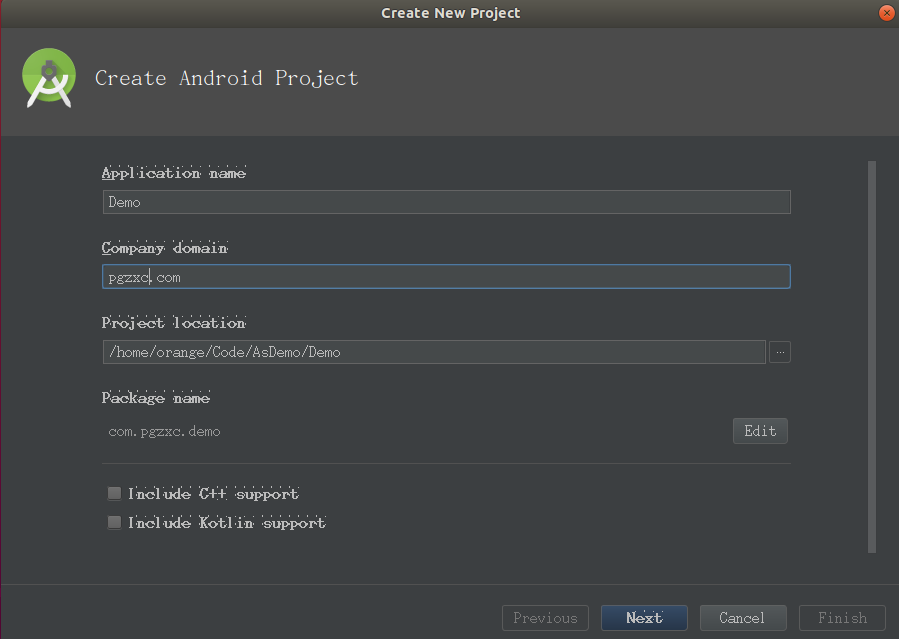 Create New Project
Create Android Project
Application name
Demo
Company domain
pgzxc.com
Project location
/home/orange/Code/AsDemo/Demo
...
Package name
com.pgzxc.demo
Edit
Include C++ support
Include Kotlin support
Previous Next Cancel Finish